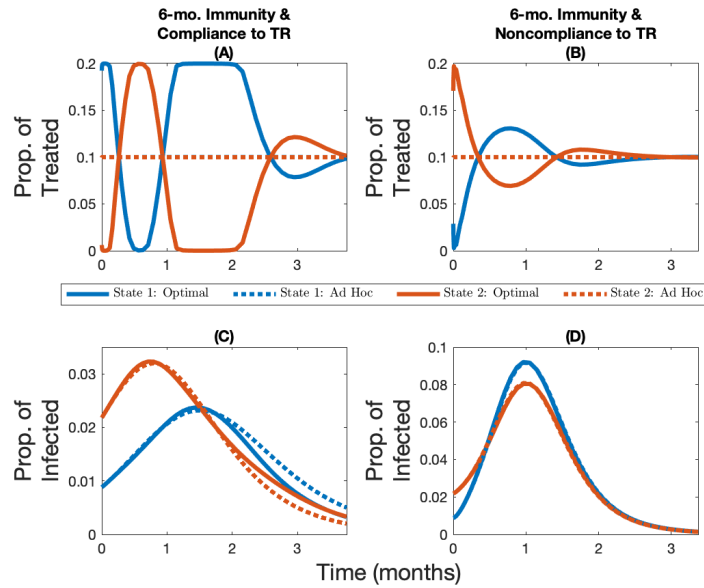 6-mo. Immunity &
Compliance to TR
(A)
6-mo. Immunity &
Noncompliance to TR
(B)
Prop. of
Treated
0.2
0.15
0.1
0.05
0
0 1 2 3
Prop. of
Treated
0.2
0.15
0.1
0.05
0
0 1 2 3
State 1: Optimal State 1: Ad Hoc State 2: Optimal State 2: Ad Hoc
(C)
Prop. of
Infected
0.03
0.02
0.01
0
0 1 2 3
(D)
Prop. of
Infected
0.1
0.08
0.06
0.04
0.02
0
0 1 2 3
Time (months)